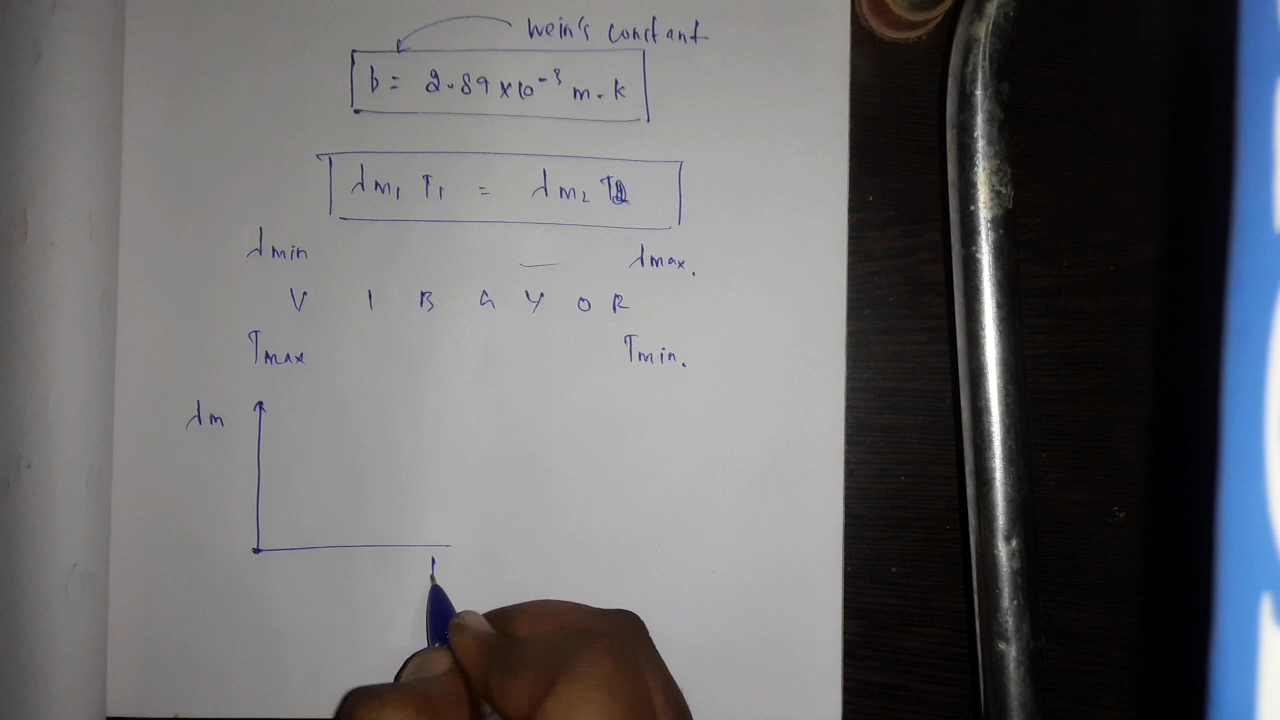 wein's constant
b = 2.89 × 10⁻³ m.k
λm₁ T₁ = λm₂ T₂
λmin λmax.
V I B G Y O R
Tmax Tmin.
λm